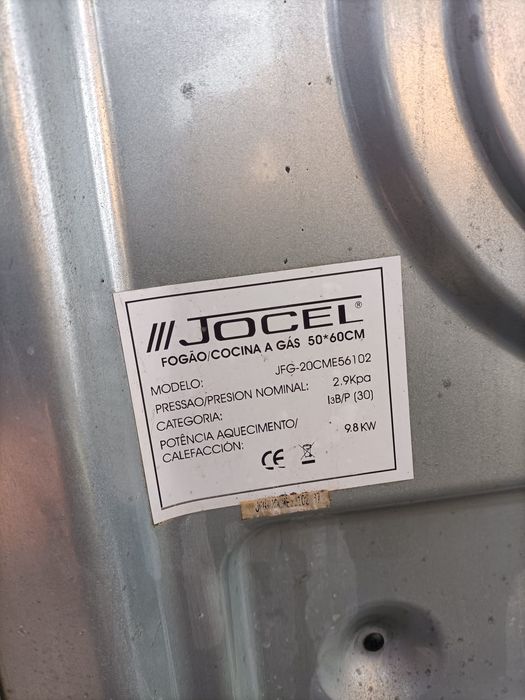 JOCEL®
FOGÃO/COCINA A GÁS 50*60CM
MODELO: JFG-20CME56102
PRESSAO/PRESION NOMINAL: 2.9Kpa
CATEGORIA: I3B/P (30)
POTÊNCIA AQUECIMENTO/
CALEFACCIÓN: 9.8 KW
CE